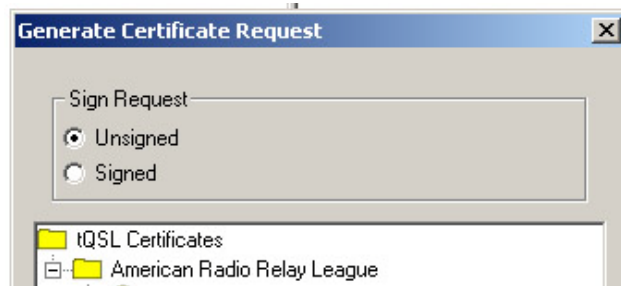 Generate Certificate Request
Sign Request
Unsigned
Signed
tQSL Certificates
American Radio Relay League